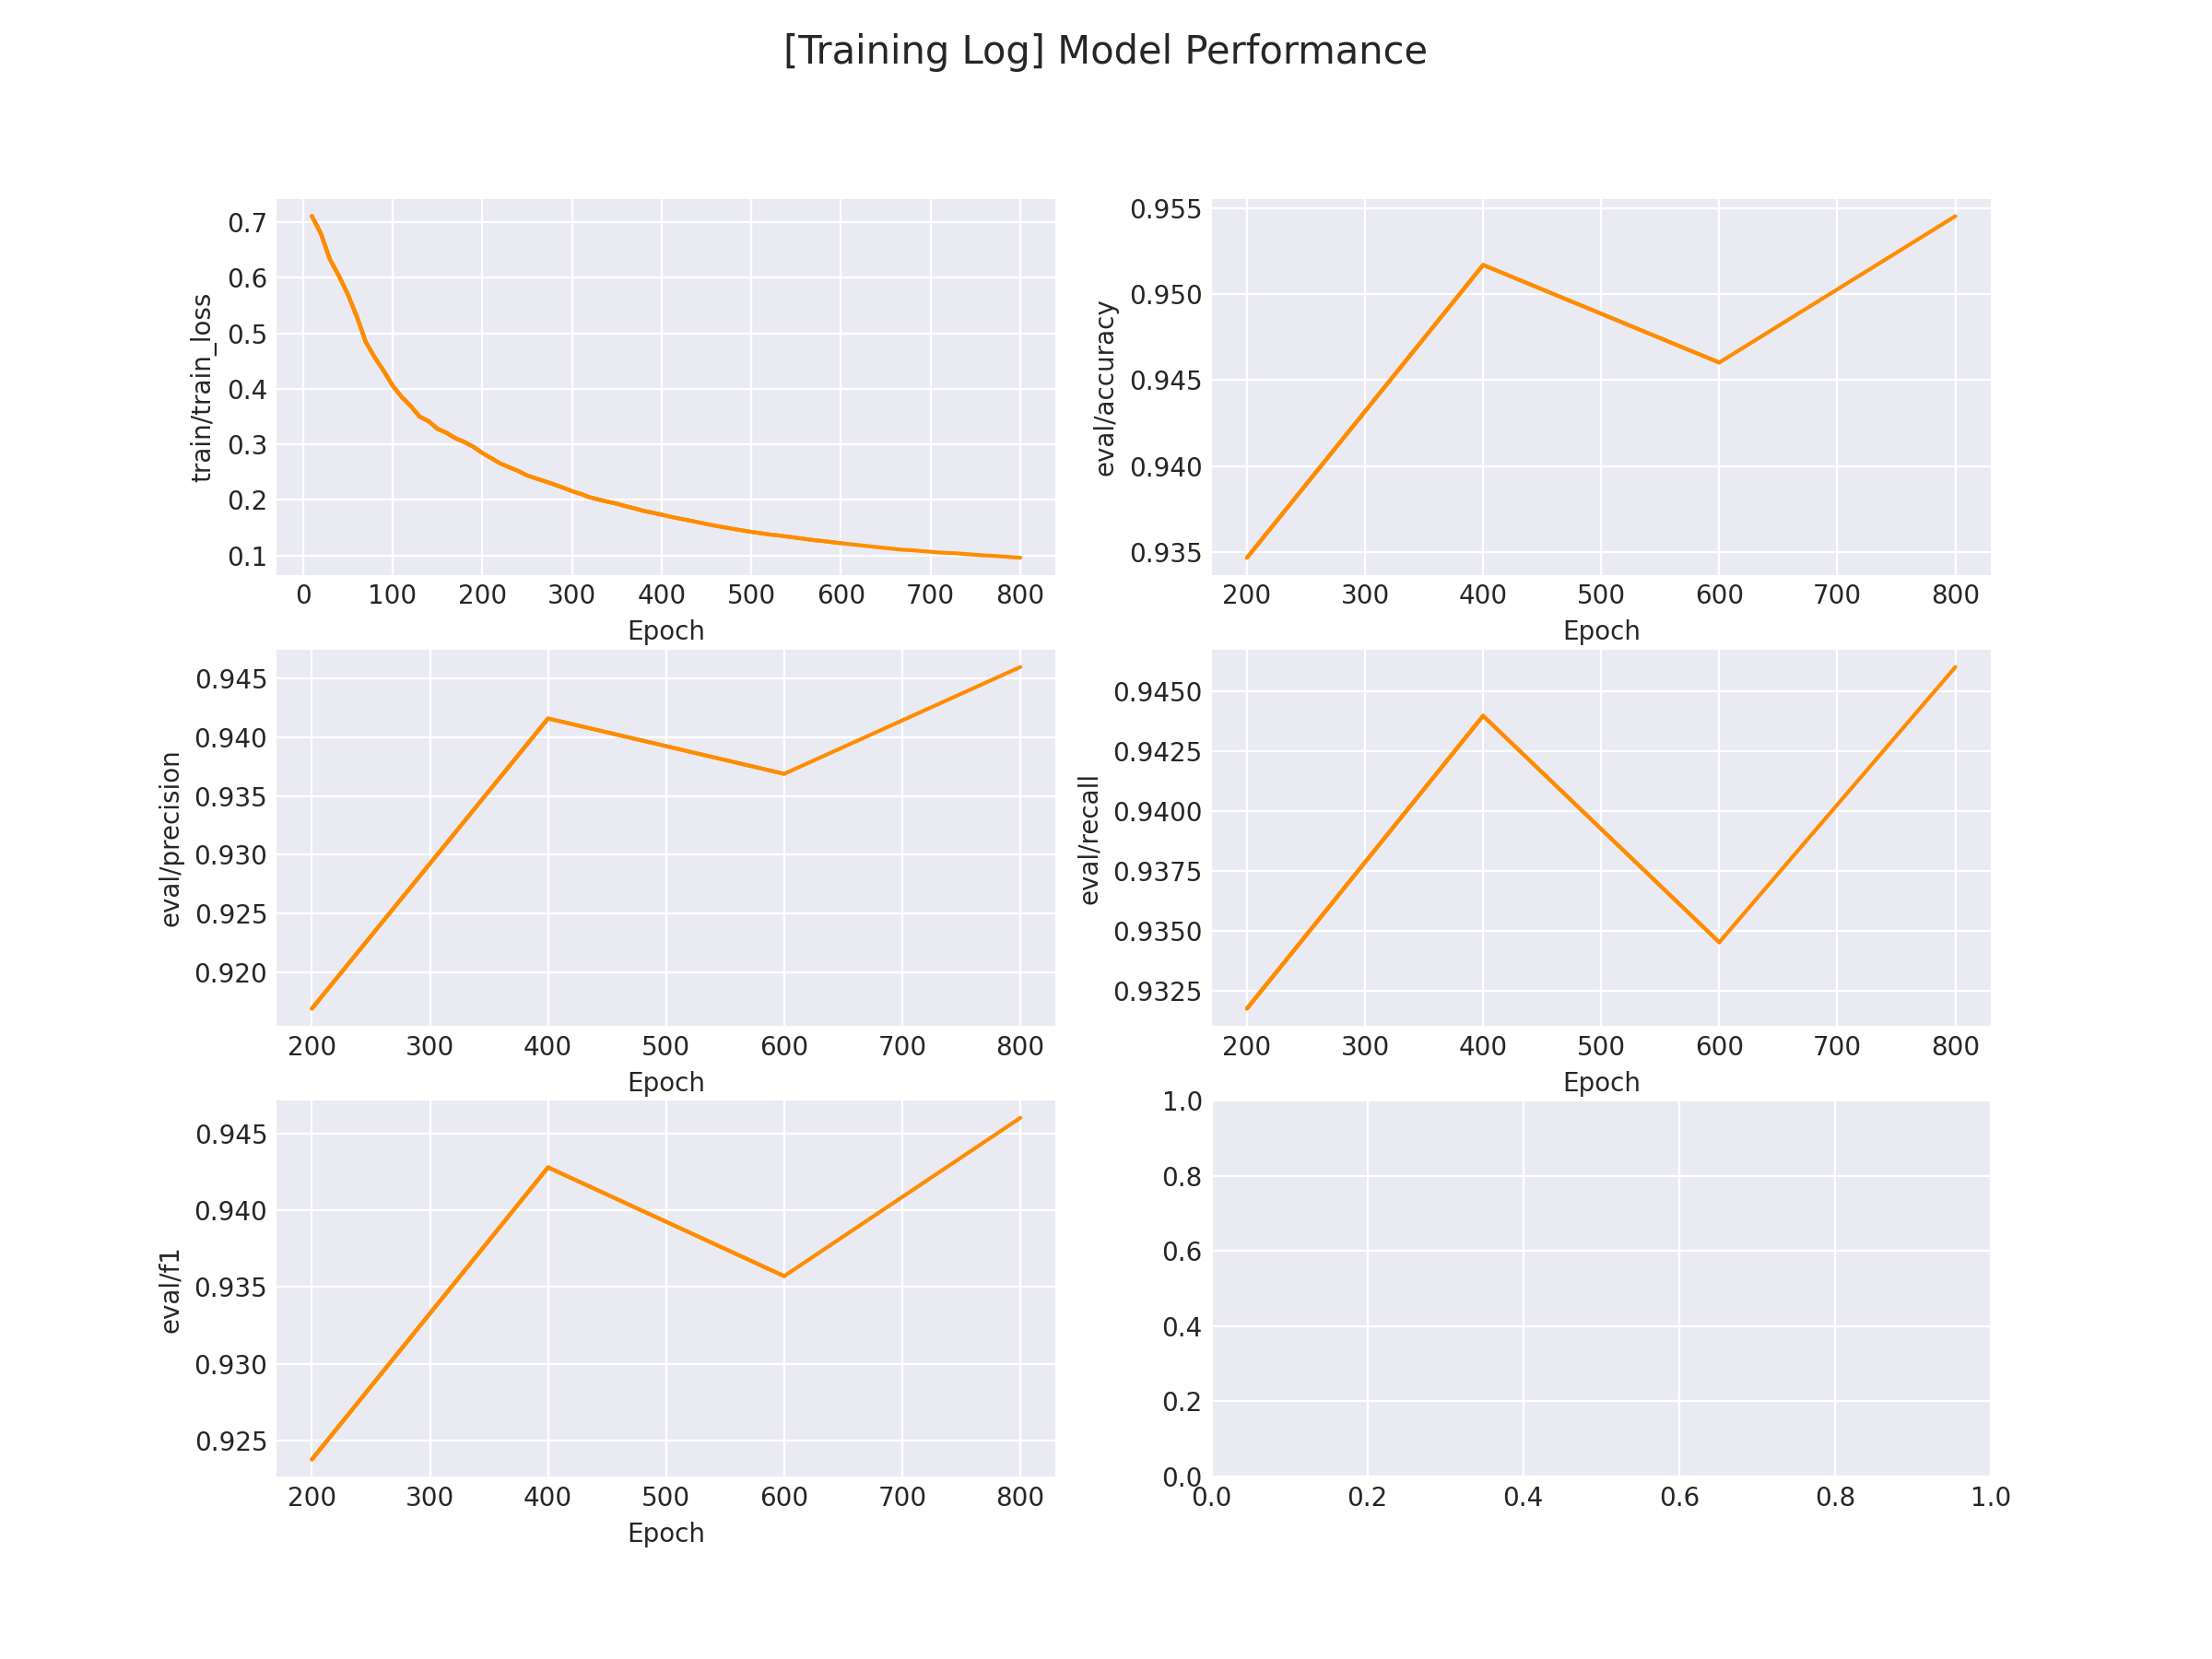 [Training Log] Model Performance
train/train_loss
0.7
0.6
0.5
0.4
0.3
0.2
0.1
0 100 200 300 400 500 600 700 800
Epoch
eval/accuracy
0.955
0.950
0.945
0.940
0.935
200 300 400 500 600 700 800
Epoch
eval/precision
0.945
0.940
0.935
0.930
0.925
0.920
200 300 400 500 600 700 800
Epoch
eval/recall
0.9450
0.9425
0.9400
0.9375
0.9350
0.9325
200 300 400 500 600 700 800
Epoch
eval/f1
0.945
0.940
0.935
0.930
0.925
200 300 400 500 600 700 800
Epoch
1.0
0.8
0.6
0.4
0.2
0.0
0.0 0.2 0.4 0.6 0.8 1.0